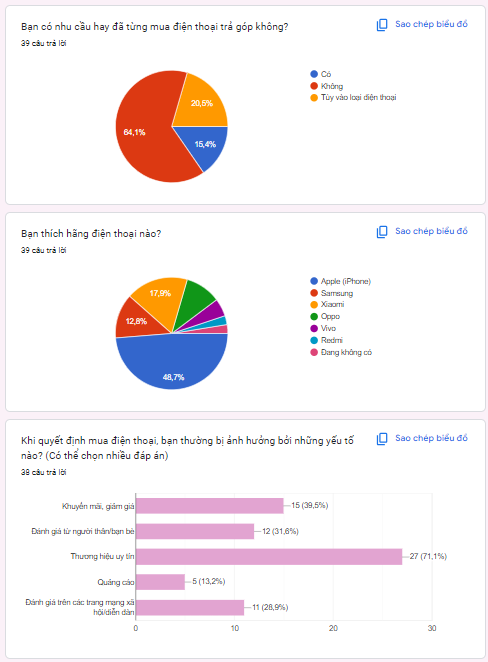 Bạn có nhu cầu hay đã từng mua điện thoại trả góp không?
Sao chép biểu đồ
39 câu trả lời
Có
Không
Tùy vào loại điện thoại
20,5%
64,1%
15,4%
Bạn thích hãng điện thoại nào?
Sao chép biểu đồ
39 câu trả lời
Apple (iPhone)
Samsung
Xiaomi
Oppo
Vivo
Redmi
Đang không có
17,9%
12,8%
48,7%
Khi quyết định mua điện thoại, bạn thường bị ảnh hưởng bởi những yếu tố
nào? (Có thể chọn nhiều đáp án)
Sao chép biểu đồ
38 câu trả lời
Khuyến mãi, giảm giá
15 (39,5%)
Đánh giá từ người thân/bạn bè
12 (31,6%)
Thương hiệu uy tín
27 (71,1%)
Quảng cáo
5 (13,2%)
Đánh giá trên các trang mạng xã
hội/diễn đàn
11 (28,9%)
0
10
20
30